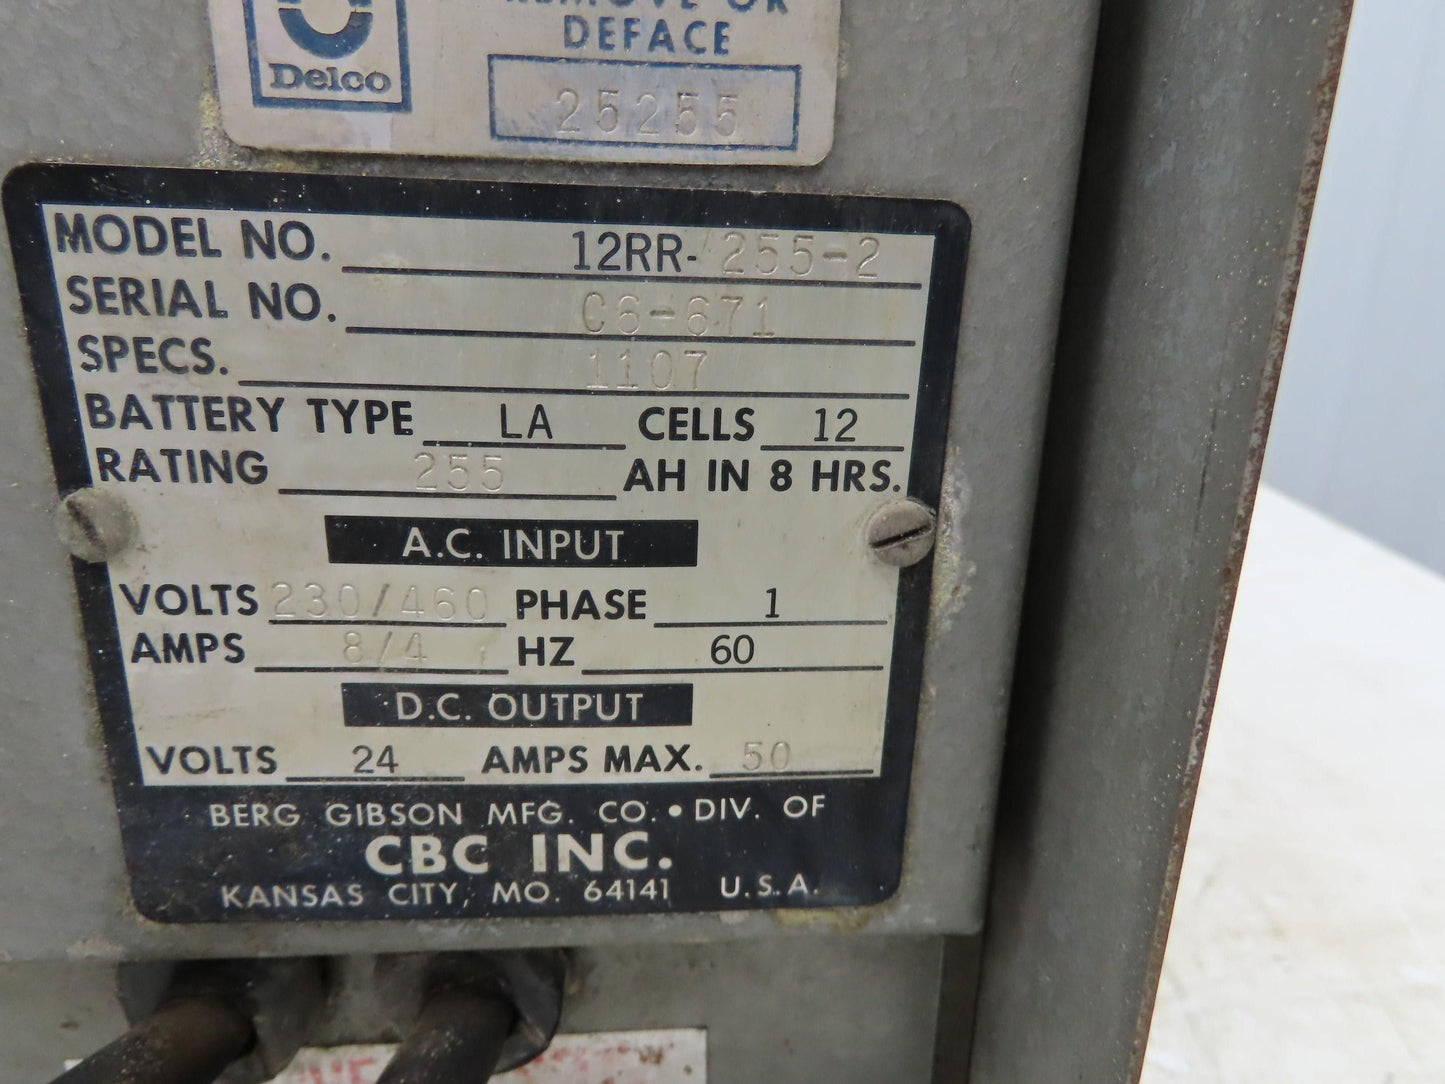 Delco
REMOVE OR
DEFACE
25255
MODEL NO. 12RR-255-2
SERIAL NO. C6-671
SPECS. 1107
BATTERY TYPE LA CELLS 12
RATING 255 AH IN 8 HRS.
A.C. INPUT
VOLTS 230/460 PHASE 1
AMPS 8/4 HZ 60
D.C. OUTPUT
VOLTS 24 AMPS MAX. 50
BERG GIBSON MFG. CO. • DIV. OF
CBC INC.
KANSAS CITY, MO. 64141 U.S.A.